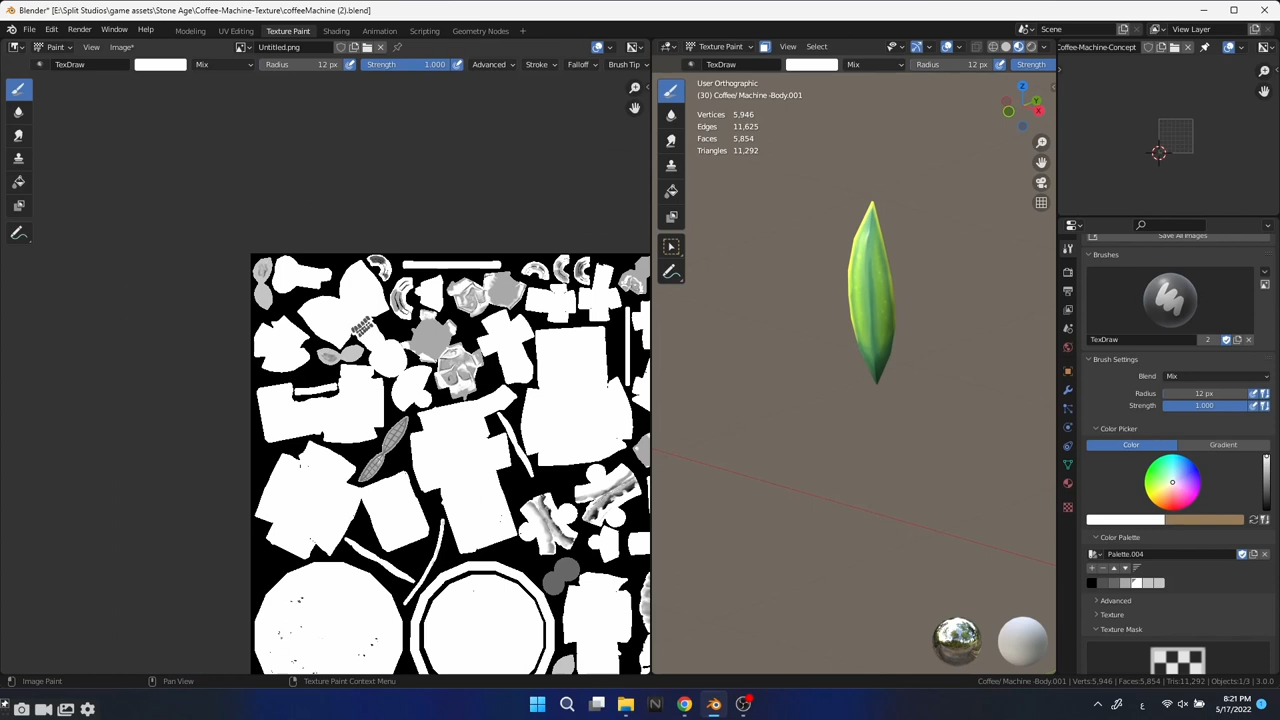 Blender* [E:\Split Studios\game assets\Stone Age\Coffee-Machine-Texture\coffeeMachine (2).blend]
File Edit Render Window Help Modeling UV Editing Texture Paint Shading Animation Scripting Geometry Nodes + Scene View Layer
Paint View Image* Untitled.png
Texture Paint View Select
Coffee-Machine-Concept
TexDraw Mix Radius 12 px Strength 1.000 Advanced Stroke Falloff Brush Tip
TexDraw Mix Radius 12 px Strength
User Orthographic
(30) Coffee/ Machine -Body.001
Vertices 5,946
Edges 11,625
Faces 5,854
Triangles 11,292
Z
Y
X
Save All Images
Brushes
TexDraw 2
Brush Settings
Blend Mix
Radius 12 px
Strength 1.000
Color Picker
Color Gradient
Color Palette
Palette.004
Advanced
Texture
Texture Mask
Image Paint Pan View Texture Paint Context Menu Coffee/ Machine -Body.001 | Verts:5,946 | Faces:5,854 | Tris:11,292 | Objects:1/3 | 3.0.0
N
ع
8:21 PM
5/17/2022